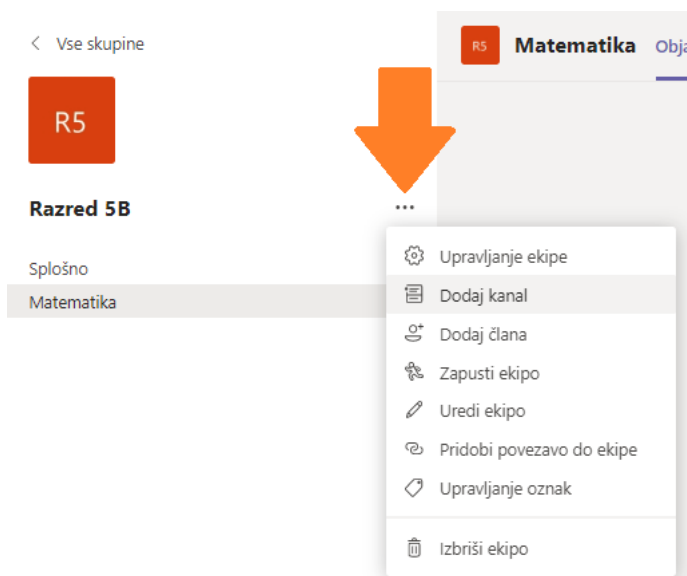 Vse skupine
R5
Razred 5B
...
Splošno
Matematika
R5 Matematika Obja
Upravljanje ekipe
Dodaj kanal
Dodaj člana
Zapusti ekipo
Uredi ekipo
Pridobi povezavo do ekipe
Upravljanje oznak
Izbriši ekipo